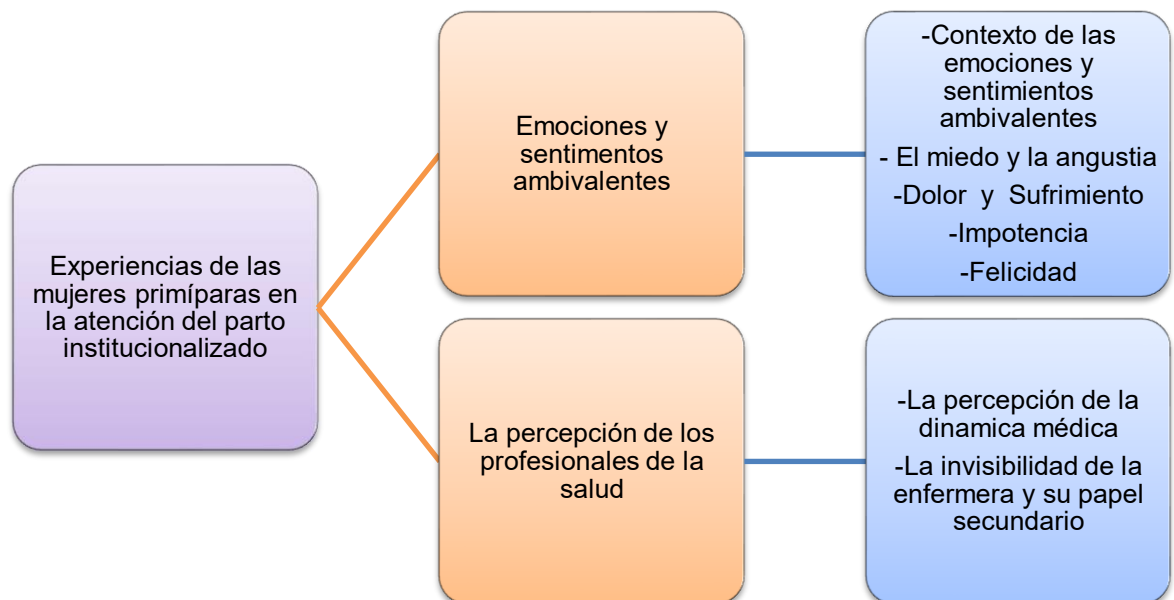 Experiencias de las
mujeres primíparas en
la atención del parto
institucionalizado
Emociones y
sentimentos
ambivalentes
-Contexto de las
emociones y
sentimientos
ambivalentes
- El miedo y la angustia
-Dolor y Sufrimiento
-Impotencia
-Felicidad
La percepción de los
profesionales de la
salud
-La percepción de la
dinamica médica
-La invisibilidad de la
enfermera y su papel
secundario